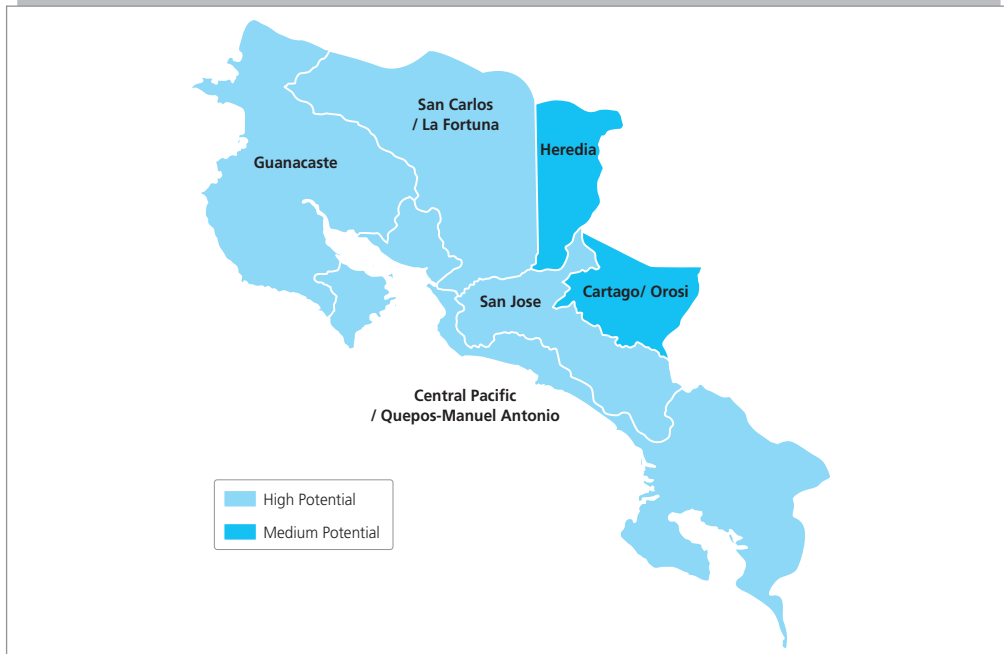 San Carlos
/ La Fortuna
Heredia
Guanacaste
Cartago/ Orosi
San Jose
Central Pacific
/ Quepos-Manuel Antonio
High Potential
Medium Potential